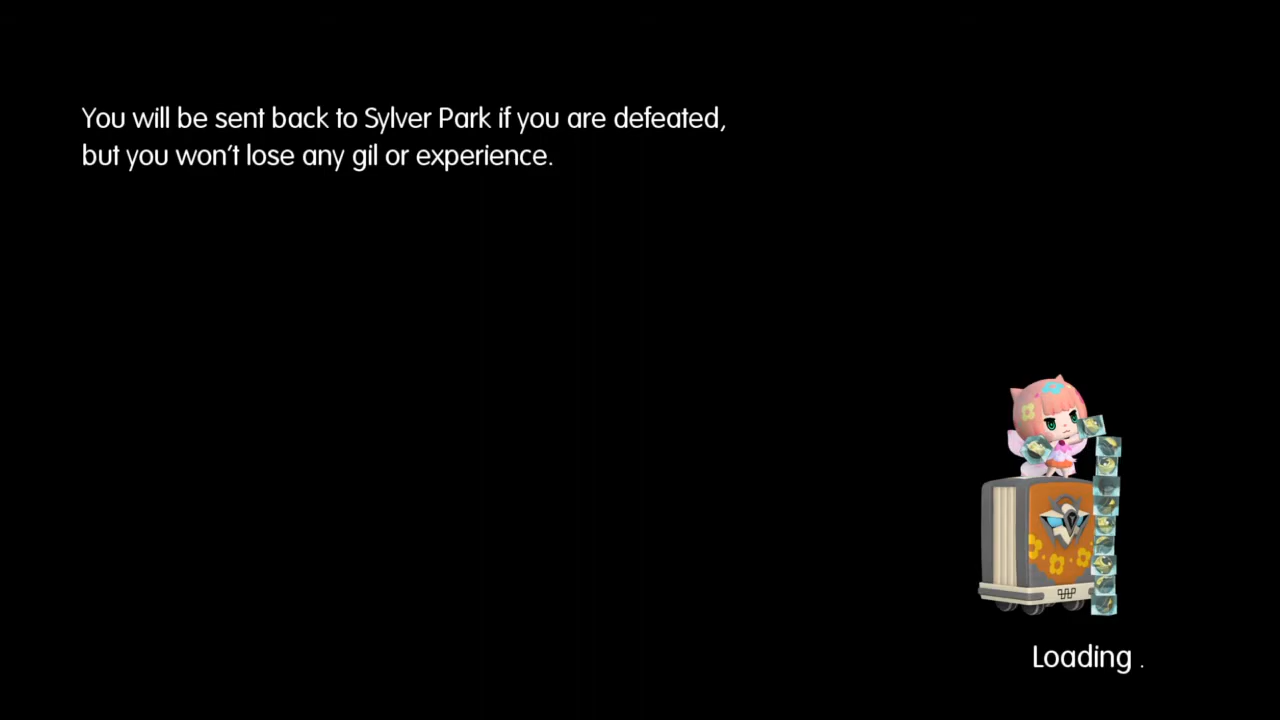 You will be sent back to Sylver Park if you are defeated,
but you won't lose any gil or experience.
Loading .